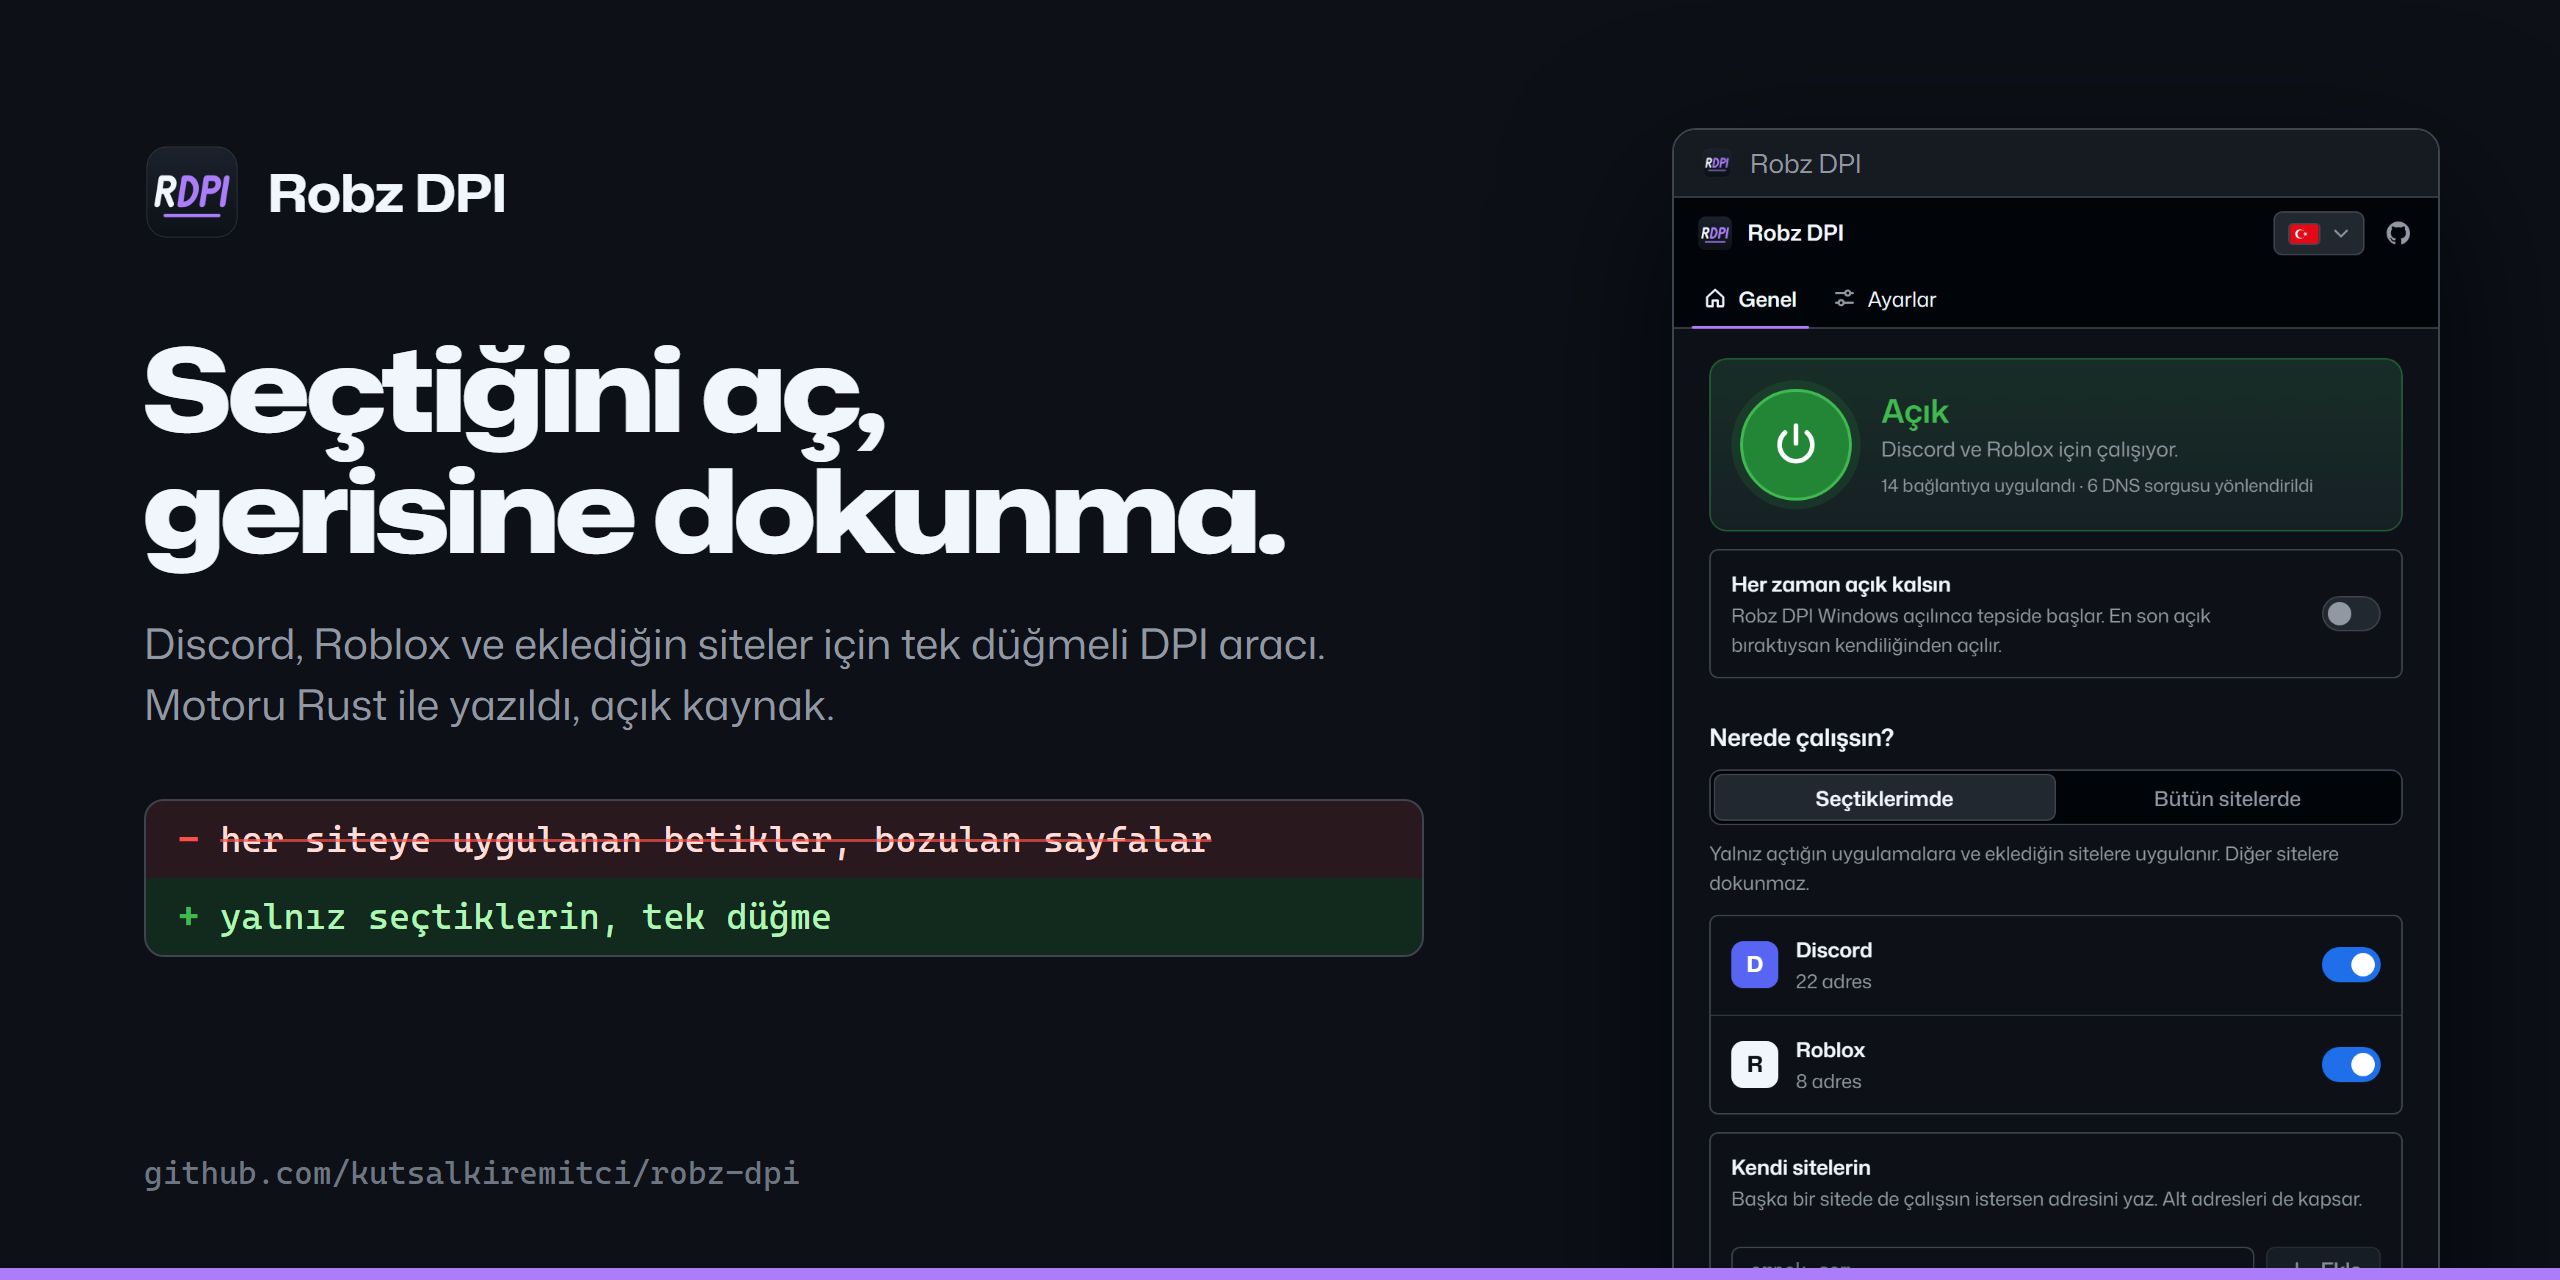 RDPI
Robz DPI
Seçtiğini aç,
gerisine dokunma.
Discord, Roblox ve eklediğin siteler için tek düğmeli DPI aracı.
Motoru Rust ile yazıldı, açık kaynak.
- her siteye uygulanan betikler, bozulan sayfalar
+ yalnız seçtiklerin, tek düğme
github.com/kutsalkiremitci/robz-dpi
RDPI Robz DPI
RDPI Robz DPI
Genel Ayarlar
Açık
Discord ve Roblox için çalışıyor.
14 bağlantıya uygulandı · 6 DNS sorgusu yönlendirildi
Her zaman açık kalsın
Robz DPI Windows açılınca tepside başlar. En son açık
bıraktıysan kendiliğinden açılır.
Nerede çalışsın?
Seçtiklerimde Bütün sitelerde
Yalnız açtığın uygulamalara ve eklediğin sitelere uygulanır. Diğer sitelere
dokunmaz.
D Discord
22 adres
R Roblox
8 adres
Kendi sitelerin
Başka bir sitede de çalışsın istersen adresini yaz. Alt adresleri de kapsar.